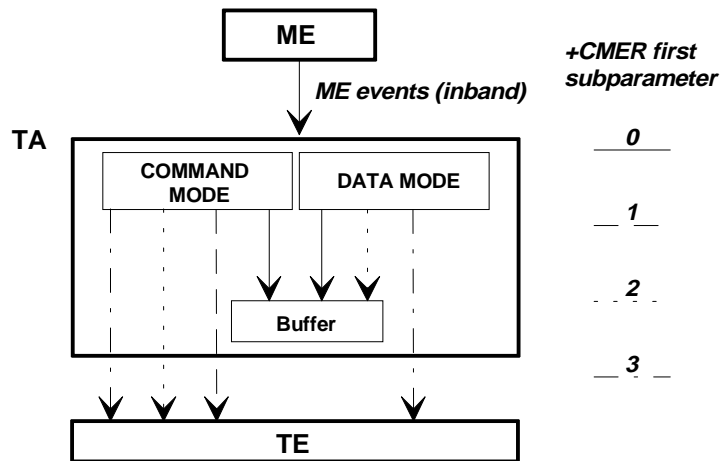 ME
+CMER first
subparameter
ME events (inband)
TA
0
COMMAND
MODE
DATA MODE
1
2
Buffer
3
TE